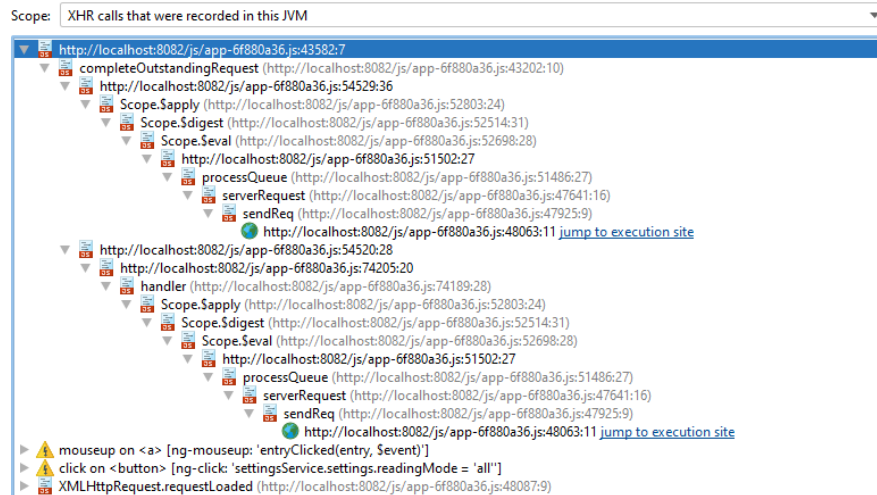 Scope: XHR calls that were recorded in this JVM
http://localhost:8082/js/app-6f880a36.js:43582:7
completeOutstandingRequest (http://localhost:8082/js/app-6f880a36.js:43202:10)
http://localhost:8082/js/app-6f880a36.js:54529:36
Scope.$apply (http://localhost:8082/js/app-6f880a36.js:52803:24)
Scope.$digest (http://localhost:8082/js/app-6f880a36.js:52514:31)
Scope.$eval (http://localhost:8082/js/app-6f880a36.js:52698:28)
http://localhost:8082/js/app-6f880a36.js:51502:27
processQueue (http://localhost:8082/js/app-6f880a36.js:51486:27)
serverRequest (http://localhost:8082/js/app-6f880a36.js:47641:16)
sendReq (http://localhost:8082/js/app-6f880a36.js:47925:9)
http://localhost:8082/js/app-6f880a36.js:48063:11 jump to execution site
http://localhost:8082/js/app-6f880a36.js:54520:28
http://localhost:8082/js/app-6f880a36.js:74205:20
handler (http://localhost:8082/js/app-6f880a36.js:74189:28)
Scope.$apply (http://localhost:8082/js/app-6f880a36.js:52803:24)
Scope.$digest (http://localhost:8082/js/app-6f880a36.js:52514:31)
Scope.$eval (http://localhost:8082/js/app-6f880a36.js:52698:28)
http://localhost:8082/js/app-6f880a36.js:51502:27
processQueue (http://localhost:8082/js/app-6f880a36.js:51486:27)
serverRequest (http://localhost:8082/js/app-6f880a36.js:47641:16)
sendReq (http://localhost:8082/js/app-6f880a36.js:47925:9)
http://localhost:8082/js/app-6f880a36.js:48063:11 jump to execution site
mouseup on <a> [ng-mouseup: 'entryClicked(entry, $event)']
click on <button> [ng-click: 'settingsService.settings.readingMode = 'all'']
XMLHttpRequest.requestLoaded (http://localhost:8082/js/app-6f880a36.js:48087:9)